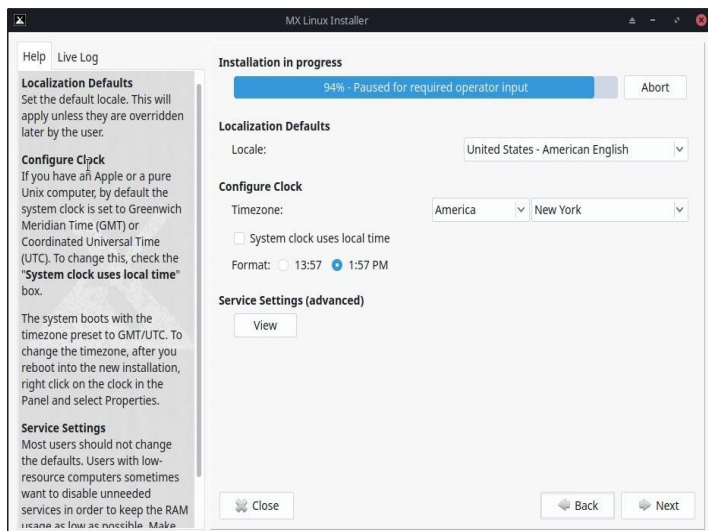 MX Linux Installer
Help
Live Log
Localization Defaults
Set the default locale. This will
apply unless they are overridden
later by the user.
Configure Clock
If you have an Apple or a pure
Unix computer, by default the
system clock is set to Greenwich
Meridian Time (GMT) or
Coordinated Universal Time
(UTC). To change this, check the
"System clock uses local time"
box.
The system boots with the
timezone preset to GMT/UTC. To
change the timezone, after you
reboot into the new installation,
right click on the clock in the
Panel and select Properties.
Service Settings
Most users should not change
the defaults. Users with low-
resource computers sometimes
want to disable unneeded
services in order to keep the RAM
usage as low as possible. Make
Installation in progress
94% - Paused for required operator input
Abort
Localization Defaults
Locale: United States - American English
Configure Clock
Timezone: America New York
System clock uses local time
Format: 13:57 1:57 PM
Service Settings (advanced)
View
Close
Back
Next